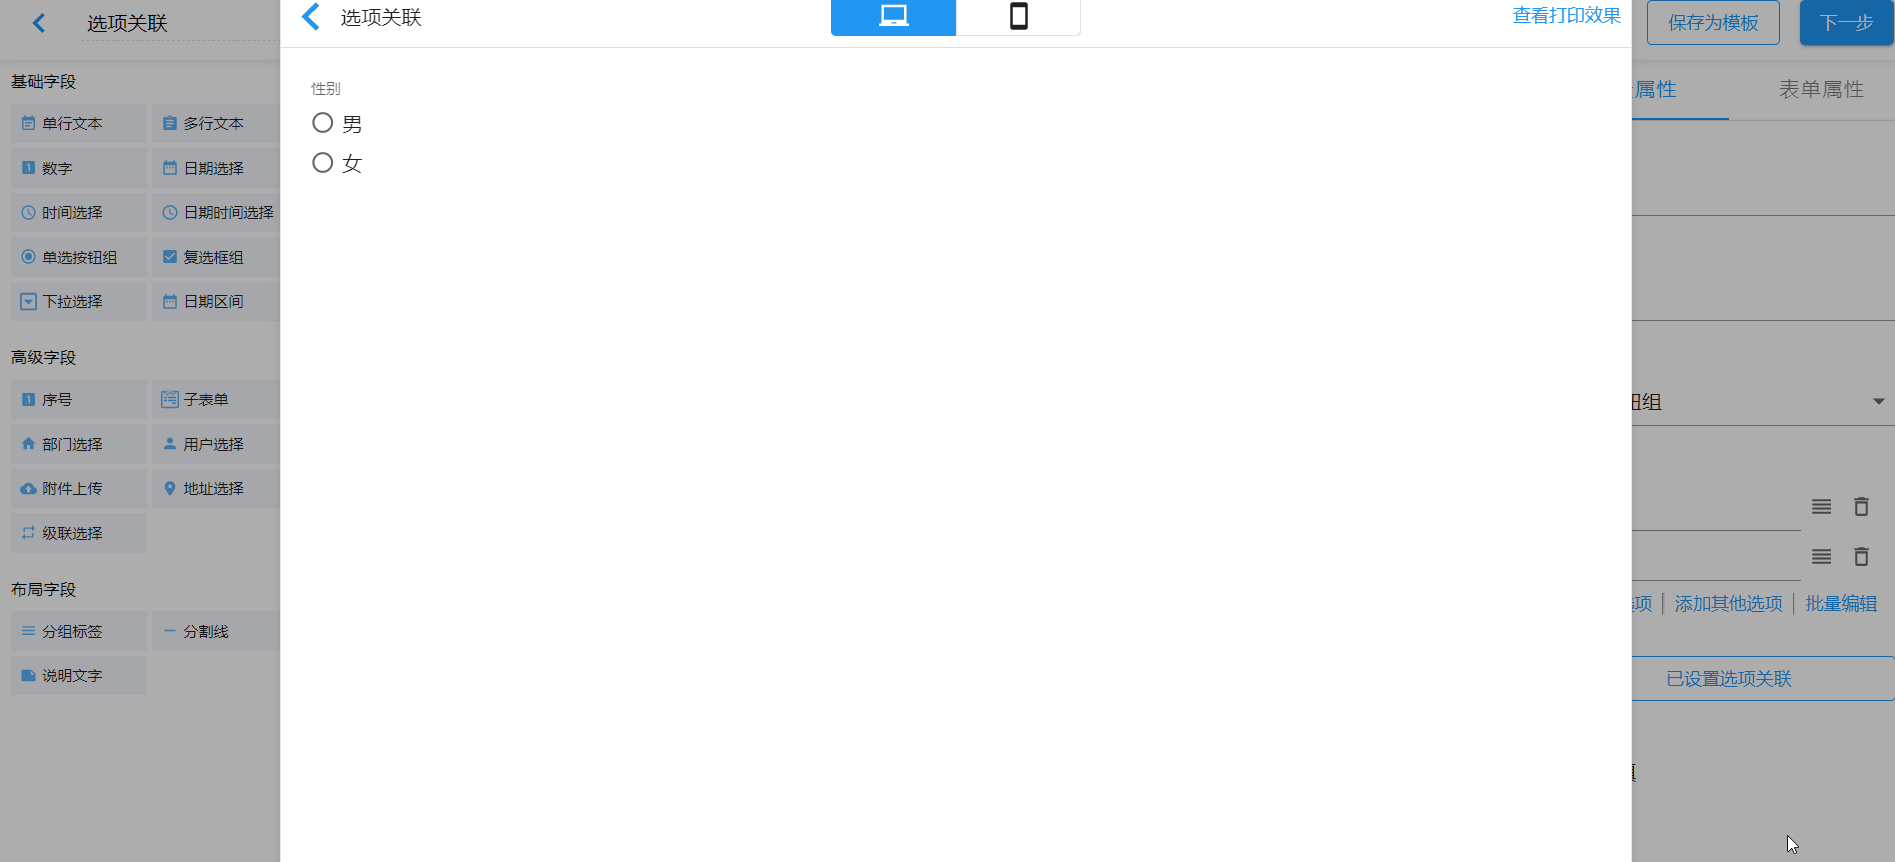 选项关联
基础字段
单行文本
多行文本
数字
日期选择
时间选择
日期时间选择
单选按钮组
复选框组
下拉选择
日期区间
高级字段
序号
子表单
部门选择
用户选择
附件上传
地址选择
级联选择
布局字段
分组标签
分割线
说明文字
选项关联
查看打印效果
性别
男
女
保存为模板
下一步
属性
表单属性
钮组
选项
添加其他选项
批量编辑
已设置选项关联